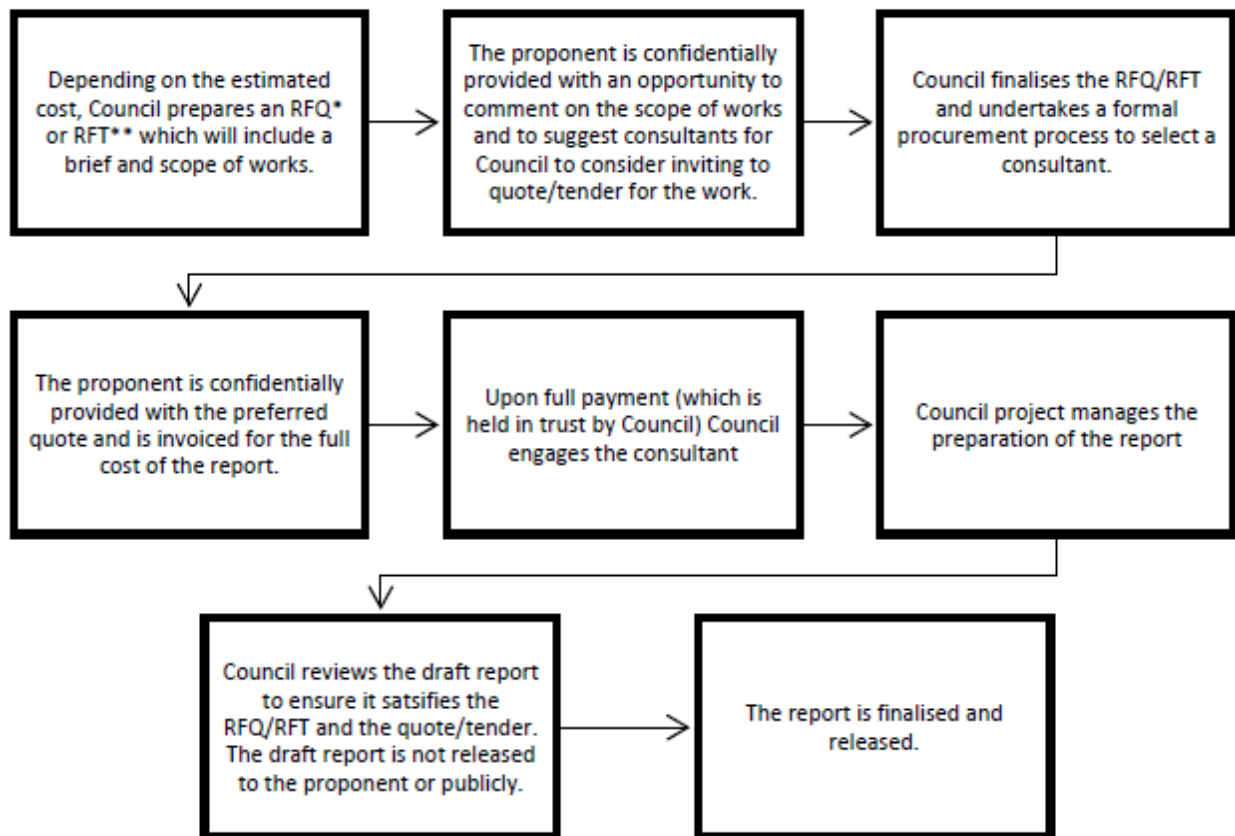 Depending on the estimated
cost, Council prepares an RFQ*
or RFT** which will include a
brief and scope of works.
The proponent is confidentially
provided with an opportunity to
comment on the scope of works
and to suggest consultants for
Council to consider inviting to
quote/tender for the work.
Council finalises the RFQ/RFT
and undertakes a formal
procurement process to select a
consultant.
The proponent is confidentially
provided with the preferred
quote and is invoiced for the full
cost of the report.
Upon full payment (which is
held in trust by Council) Council
engages the consultant
Council project manages the
preparation of the report
Council reviews the draft report
to ensure it satsifies the
RFQ/RFT and the quote/tender.
The draft report is not released
to the proponent or publicly.
The report is finalised and
released.